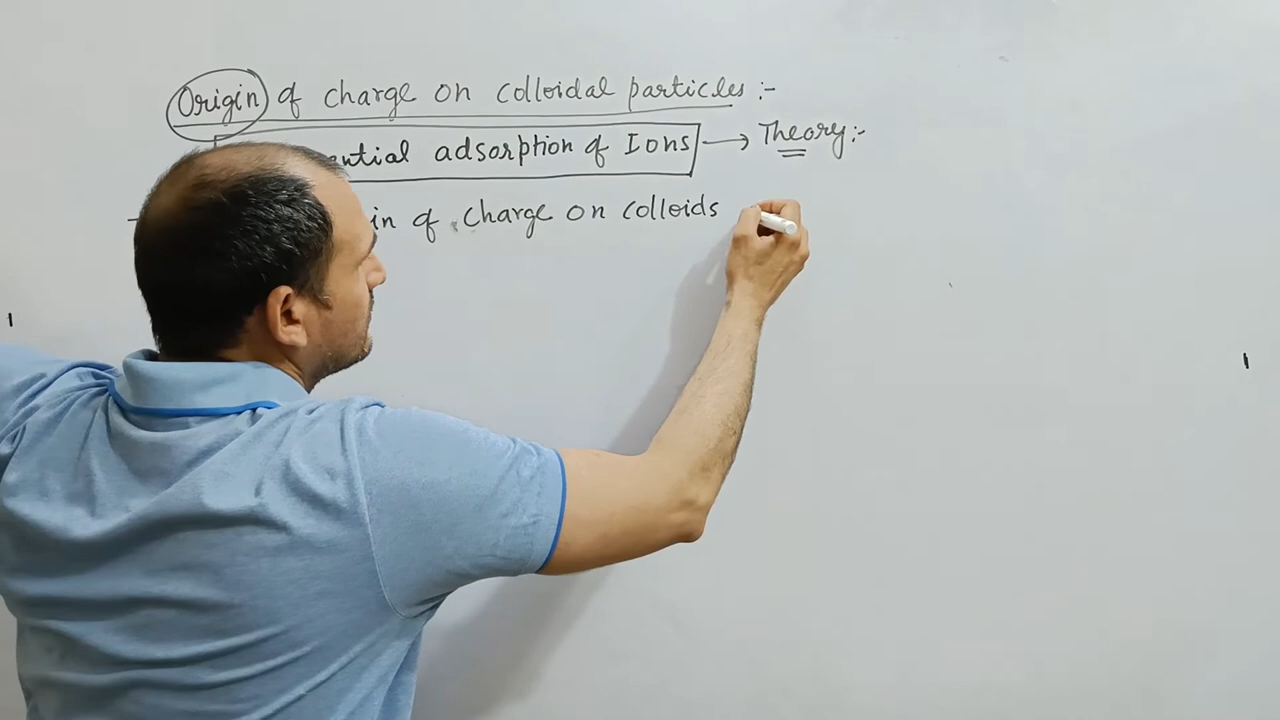 Origin of charge on colloidal particles :-
ential adsorption of Ions → Theory:-
in of charge on colloids